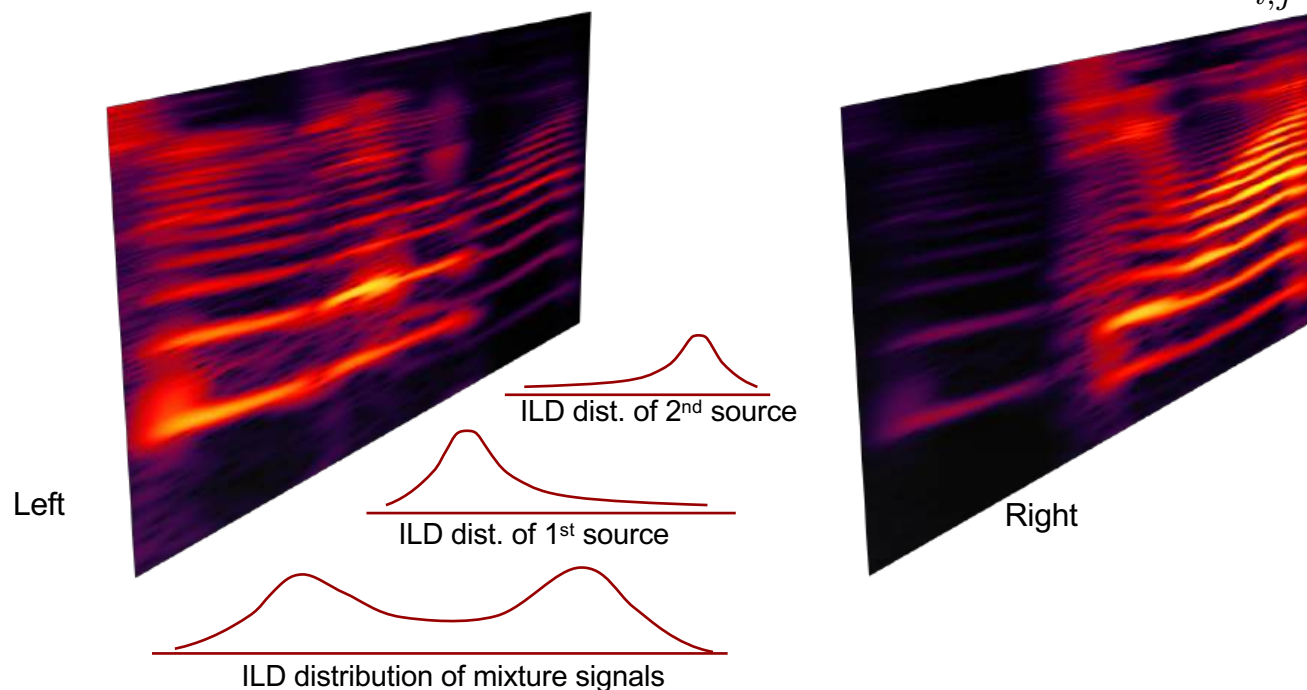 ILD dist. of 2nd source
ILD dist. of 1st source
Left
Right
ILD distribution of mixture signals